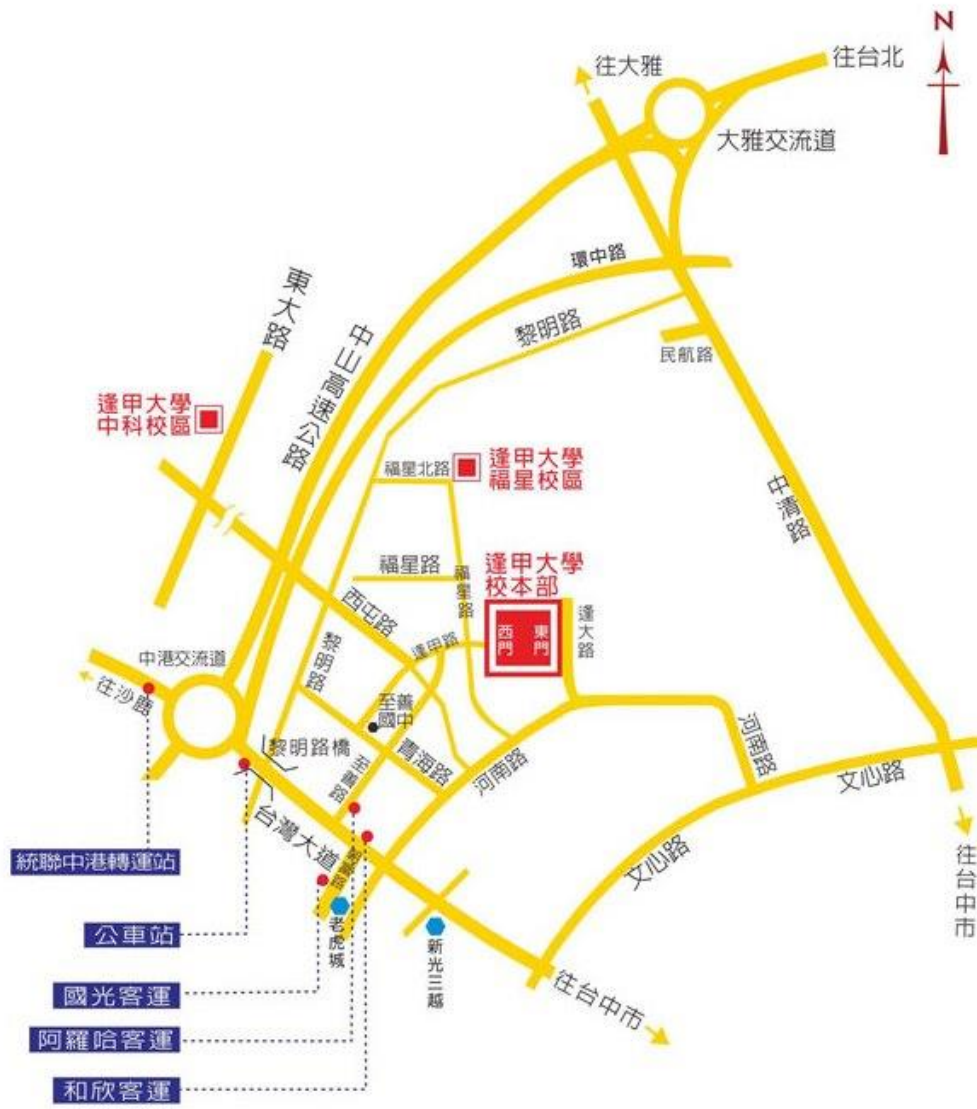 N
往台北
往大雅
大雅交流道
環中路
東大路
中山高速公路
黎明路
民航路
逢甲大學
中科校區
福星北路
逢甲大學
福星校區
中清路
福星路
福星路
逢甲大學
校本部
西門
東門
逢大路
西屯路
逢甲路
黎明路
中港交流道
往沙鹿
至善
國中
黎明路橋
青海路
至善路
河南路
河南路
文心路
文心路
台灣大道
往台中市
統聯中港轉運站
公車站
老虎城
新光三越
往台中市
國光客運
阿羅哈客運
和欣客運